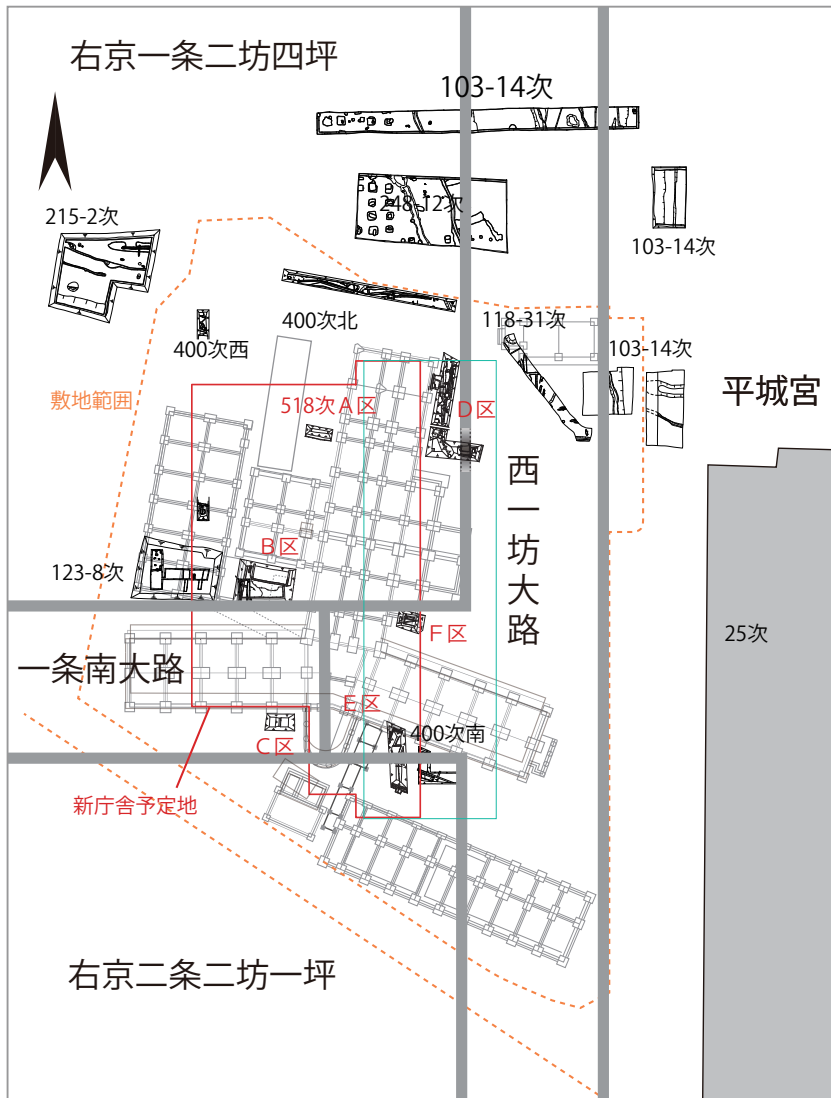 右京一条二坊四坪
103-14次
215-2次
248-12次
103-14次
400次北
118-31次
400次西
103-14次
敷地範囲
518次A区
D区
平城宮
西一坊大路
B区
123-8次
F区
25次
一条南大路
E区
C区
400次南
新庁舎予定地
右京二条二坊一坪